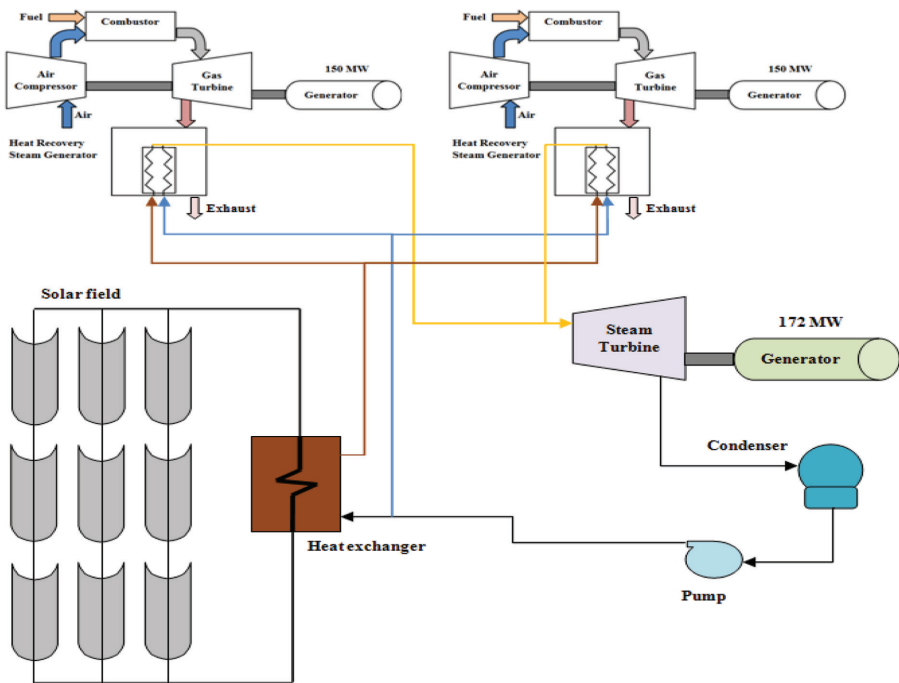 Fuel
Combustor
Air
Compressor
Gas
Turbine
150 MW
Generator
Air
Heat Recovery
Steam Generator
Exhaust
Fuel
Combustor
Air
Compressor
Gas
Turbine
150 MW
Generator
Air
Heat Recovery
Steam Generator
Exhaust
Solar field
Steam
Turbine
172 MW
Generator
Condenser
Heat exchanger
Pump